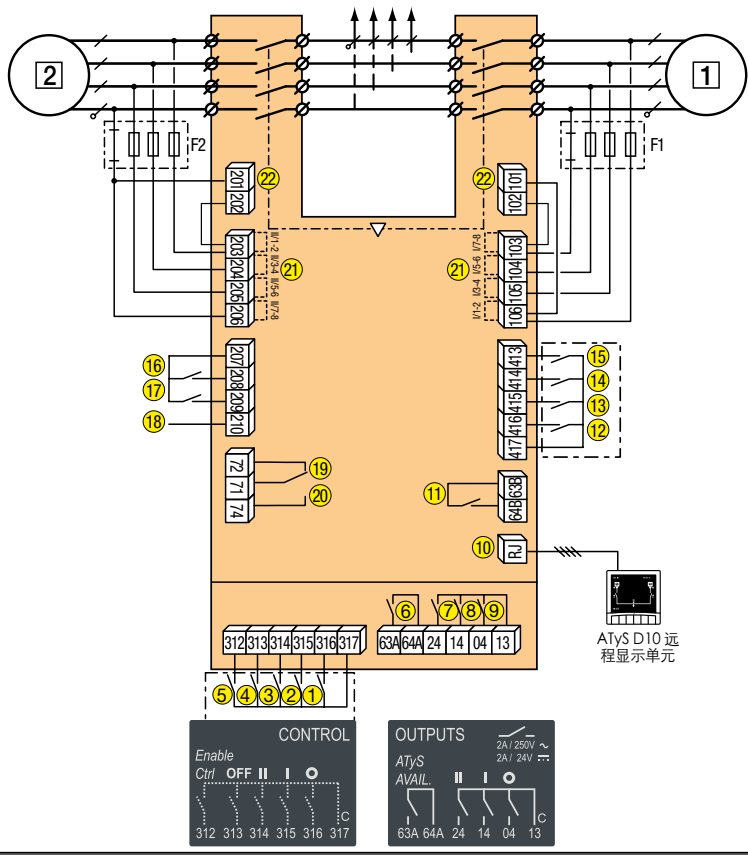 2
1
F2
F1
201
202
22
22
101
102
203
204
205
206
II/1-2
II/3-4
II/5-6
II/7-8
21
21
I/7-8
I/5-6
I/3-4
I/1-2
103
104
105
106
16
17
18
207
208
209
210
413
414
415
416
417
15
14
13
12
72
71
74
19
20
11
63B
64B
10
RJ
6
7
8
9
312 313 314 315 316 317
63A 64A 24 14 04 13
ATyS D10 远
程显示单元
5 4 3 2 1
CONTROL
Enable
Ctrl OFF II I O
C
312 313 314 315 316 317
OUTPUTS
2A / 250V ~
2A / 24V ⎓
ATyS
AVAIL. II I O
C
63A 64A 24 14 04 13